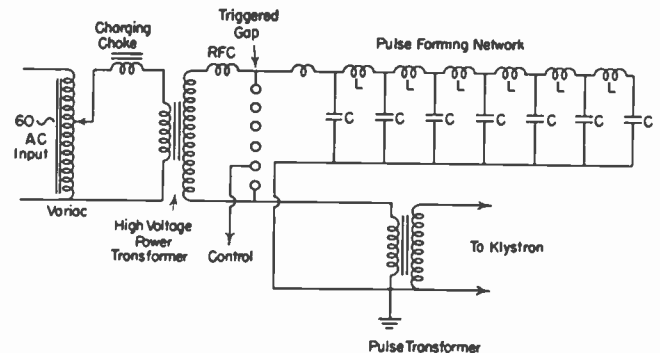 Triggered
Gap
Charging
Choke
RFC
Pulse Forming Network
L L L L L L
60~
AC
Input
C C C C C C C
Variac
High Voltage
Power
Transformer
Control
To Klystron
Pulse Transformer